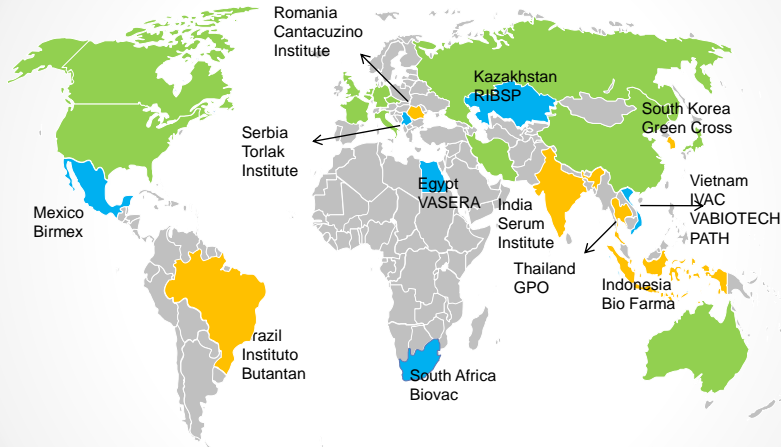 Romania
Cantacuzino
Institute
Kazakhstan
RIBSP
South Korea
Green Cross
Serbia
Torlak
Institute
Egypt
VASERA
India
Serum
Institute
Vietnam
IVAC
VABIOTECH
PATH
Mexico
Birmex
Thailand
GPO
Indonesia
Bio Farma
razil
Instituto
Butantan
South Africa
Biovac